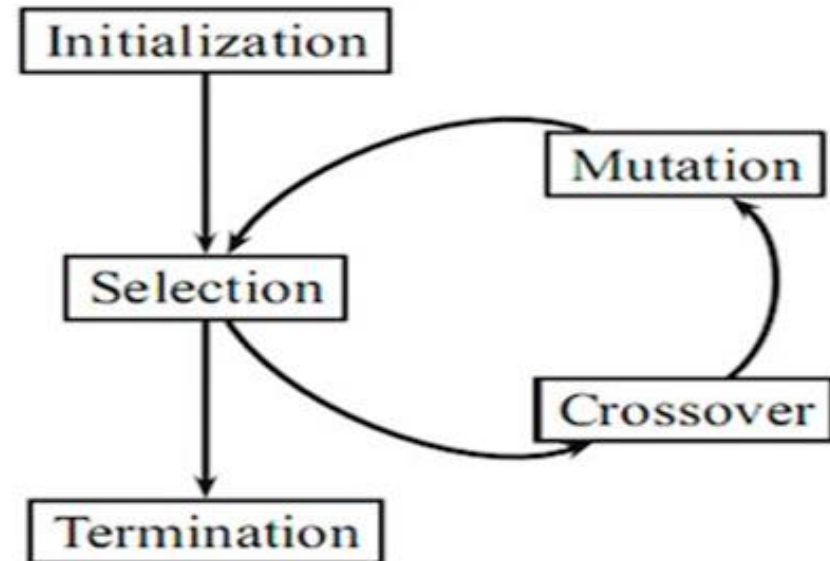 Initialization
Mutation
Selection
Crossover
Termination